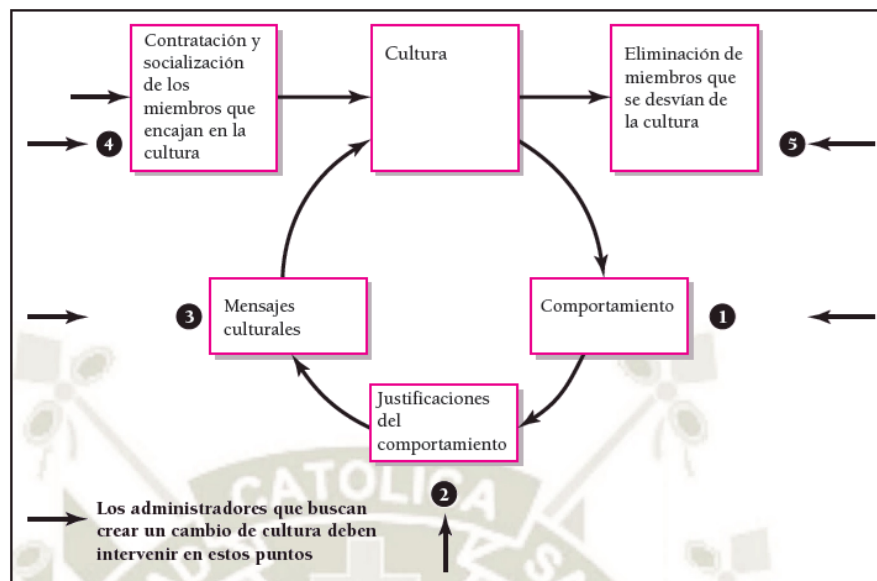 Contratación y
socialización
de los
miembros que
encajan en la
cultura
Cultura
Eliminación de
miembros que
se desvían de
la cultura
4
5
3
Mensajes
culturales
Comportamiento
1
Justificaciones
del
comportamiento
2
Los administradores que buscan
crear un cambio de cultura deben
intervenir en estos puntos
CATOLICA